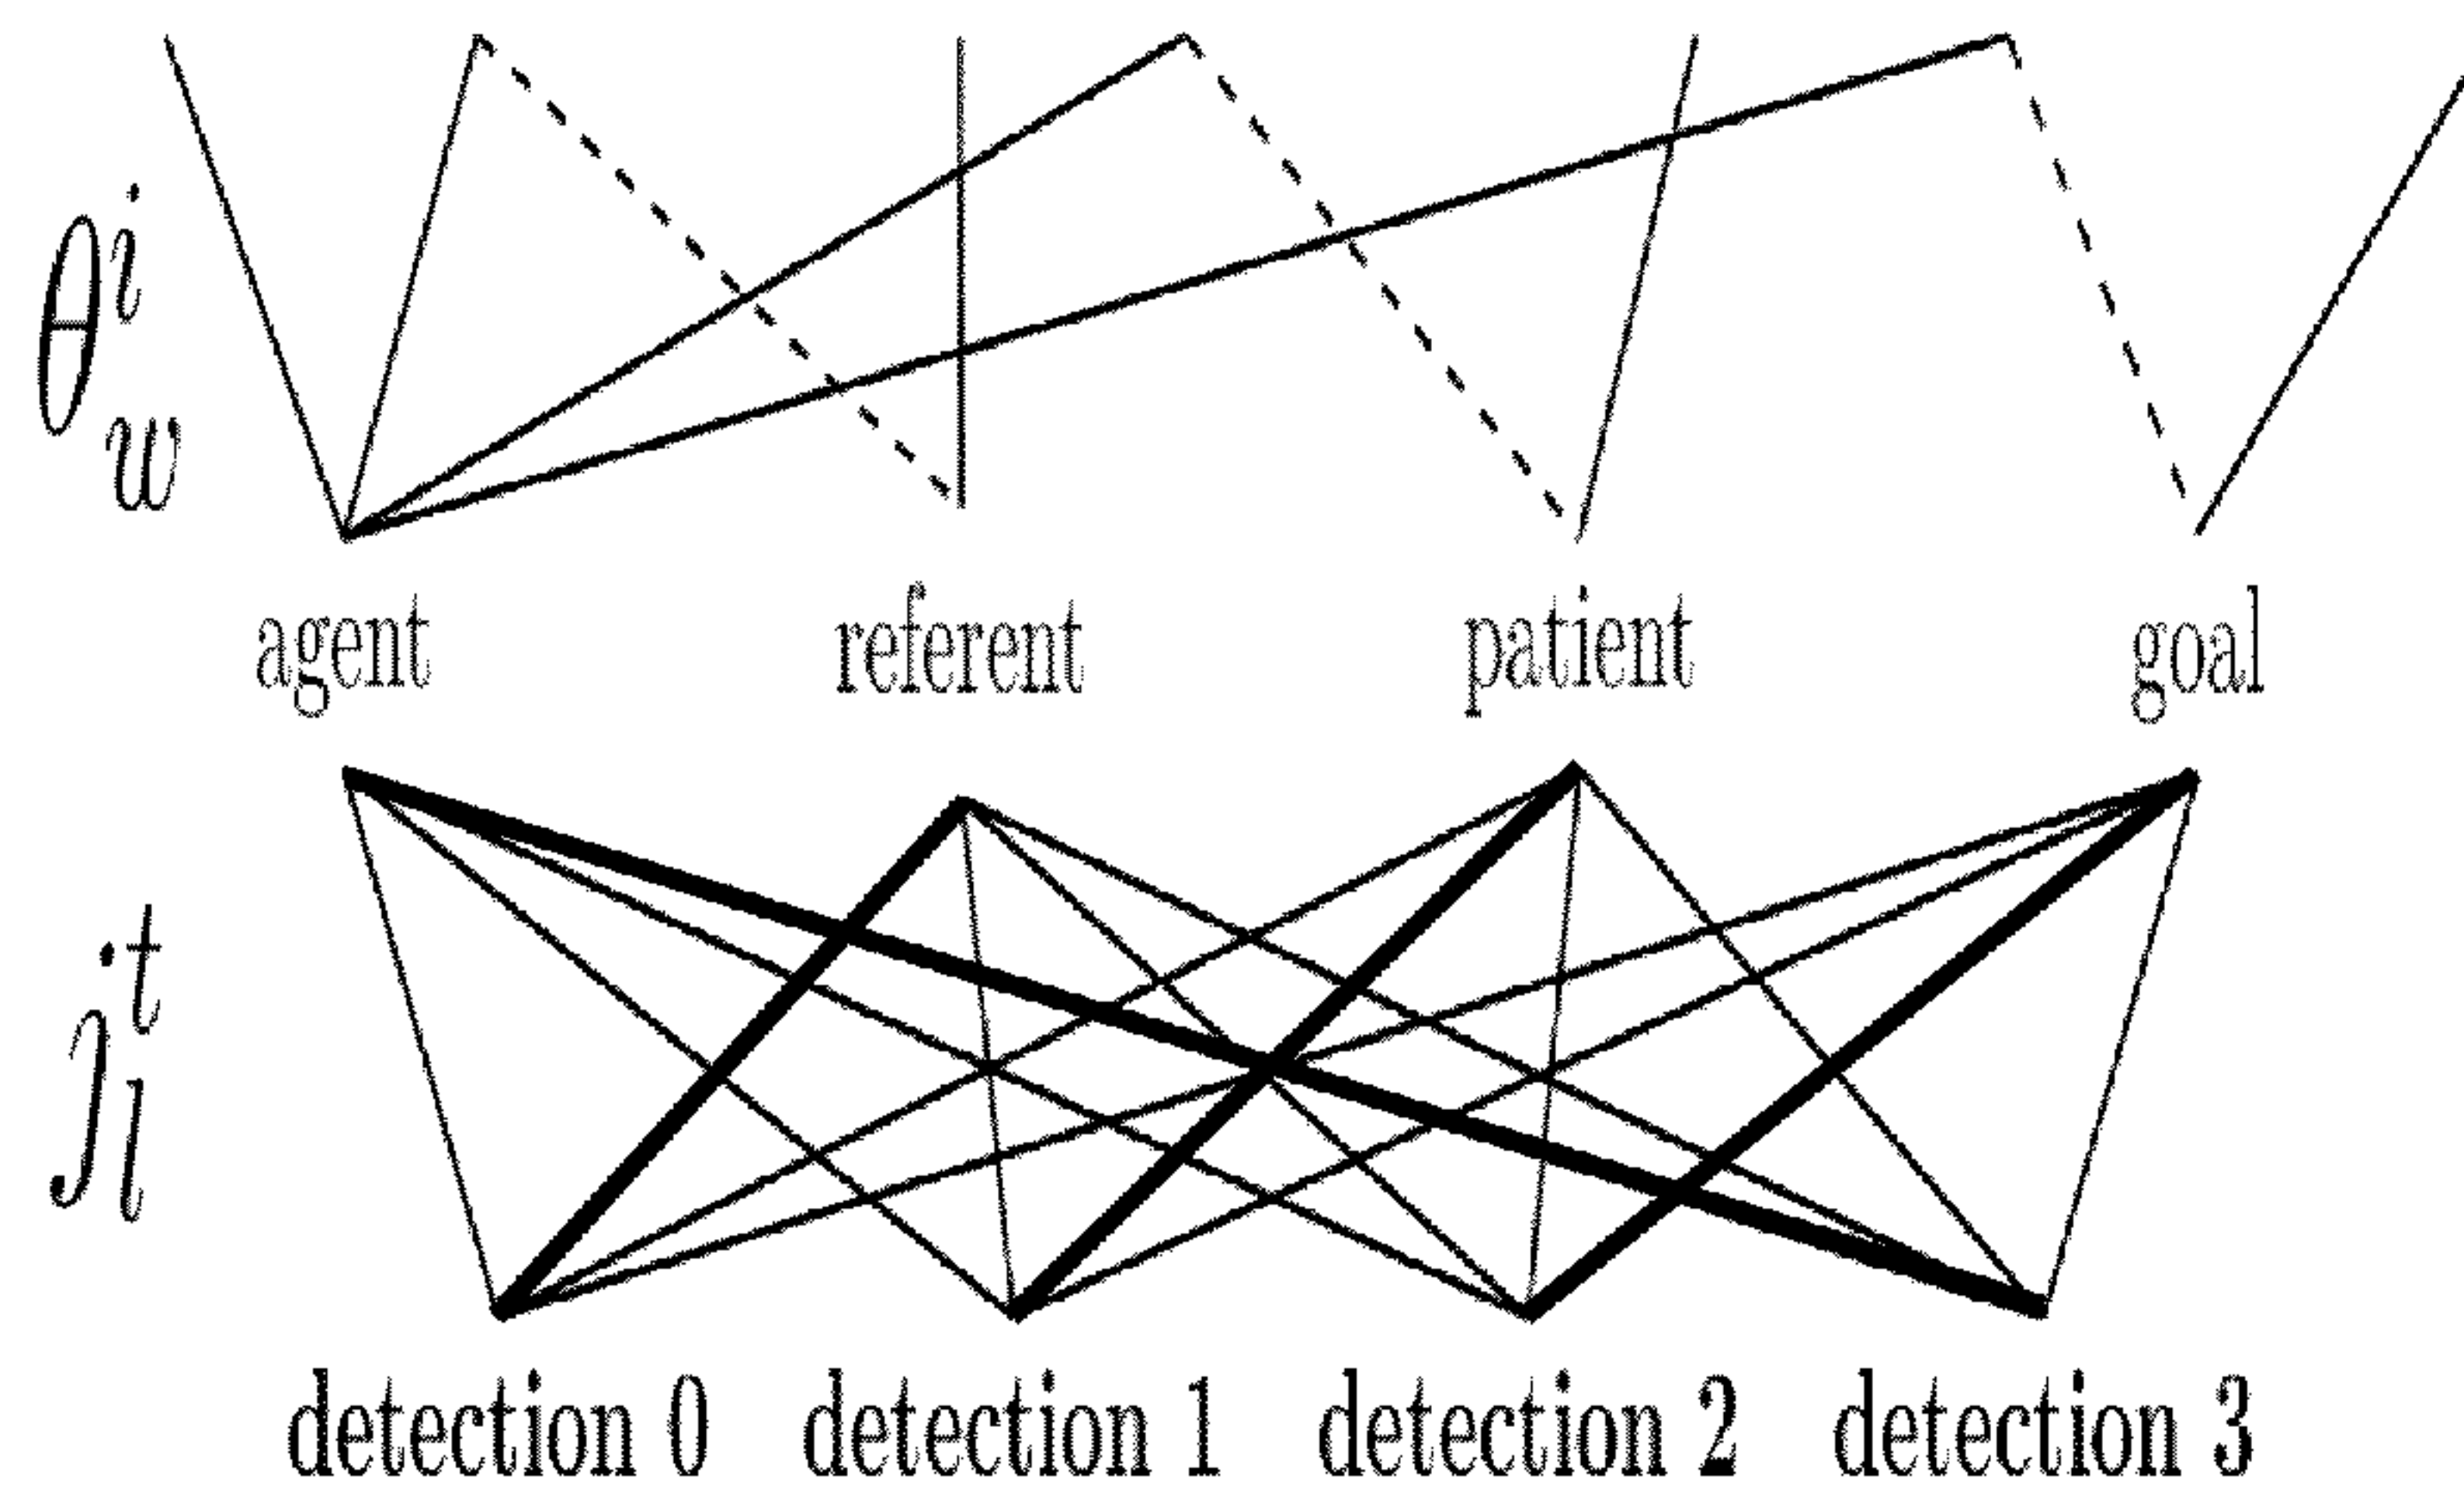 θ_w^i
agent referent patient goal
j_l^t
detection 0 detection 1 detection 2 detection 3